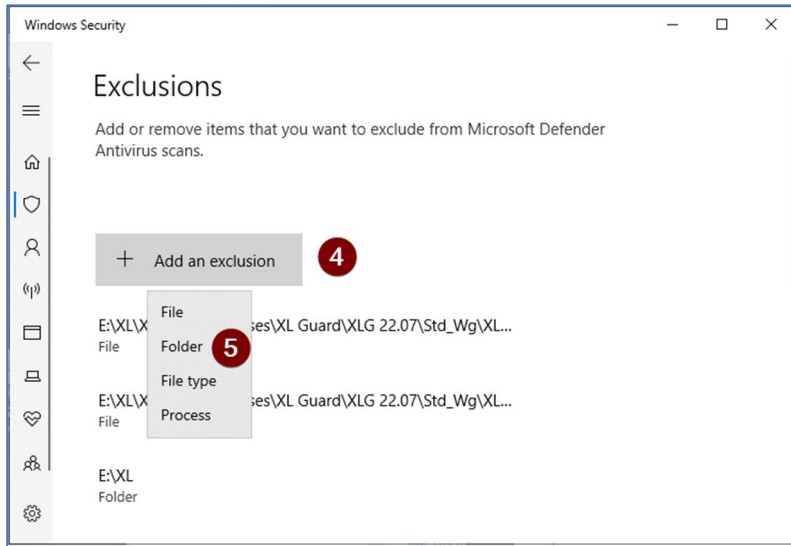 Windows Security
Exclusions
Add or remove items that you want to exclude from Microsoft Defender
Antivirus scans.
+ Add an exclusion 4
File
Folder 5
File type
Process
E:\XL\X ses\XL Guard\XLG 22.07\Std_Wg\XL...
File
E:\XL\X ses\XL Guard\XLG 22.07\Std_Wg\XL...
File
E:\XL
Folder